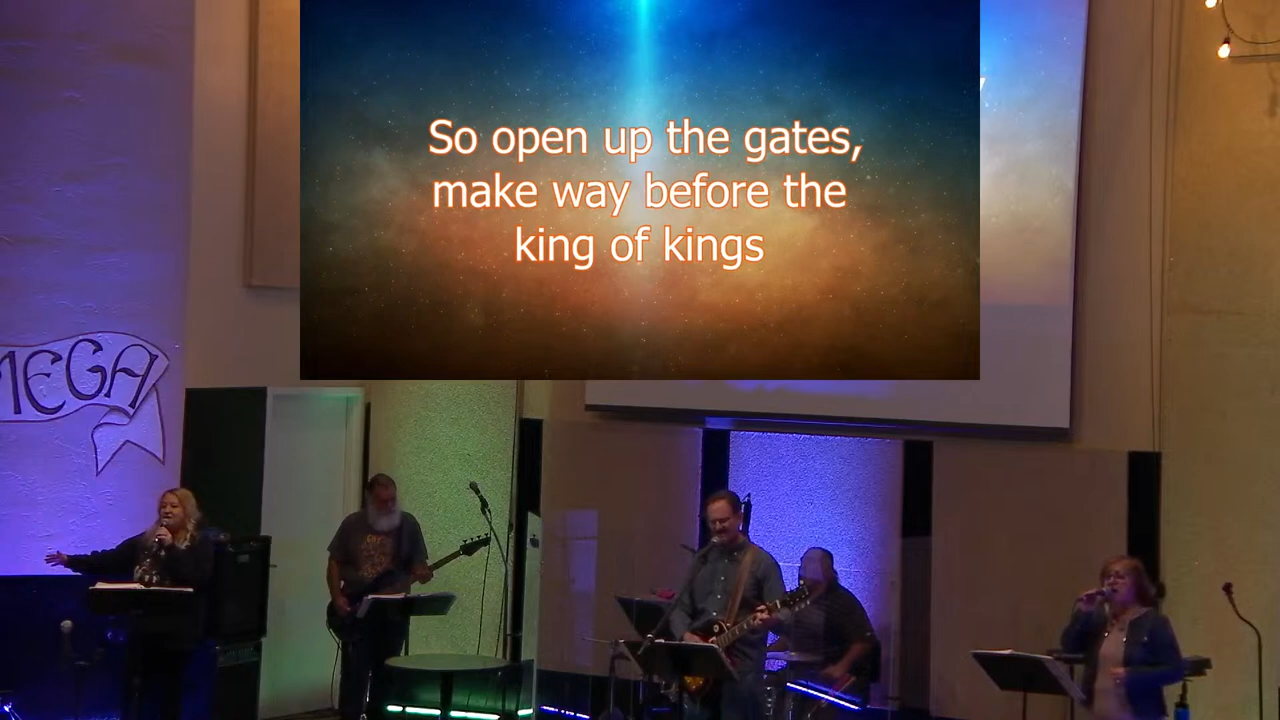 So open up the gates,
make way before the
king of kings
MEGA